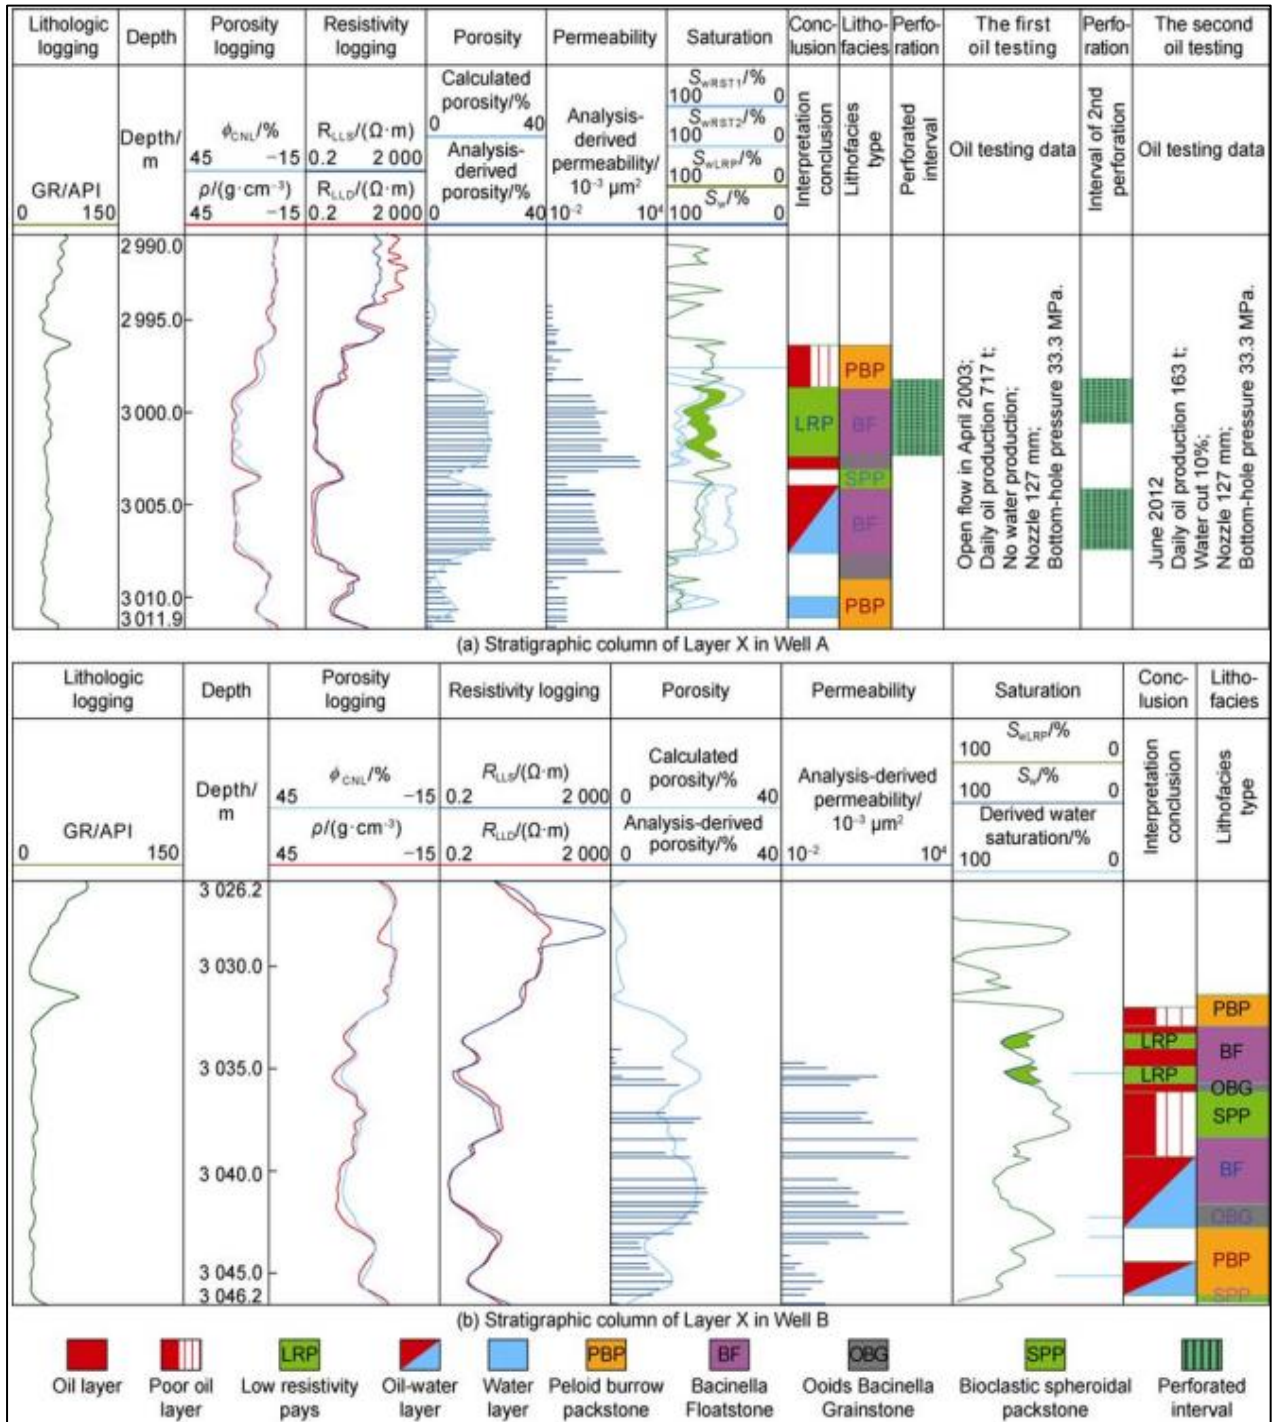 Lithologic logging
Depth
Porosity logging
Resistivity logging
Porosity
Permeability
Saturation
Conc-lusion
Litho-facies
Perfo-ration
The first oil testing
Perfo-ration
The second oil testing
GR/API
0 150
Depth/ m
ϕCNL/%
45 −15
ρ/(g·cm⁻³)
45 −15
RLLS/(Ω·m)
0.2 2 000
RLLD/(Ω·m)
0.2 2 000
Calculated porosity/%
0 40
Analysis-derived porosity/%
0 40
Analysis-derived permeability/ 10⁻³ μm²
10⁻² 10⁴
SwRST1/%
100 0
SwRST2/%
100 0
SwLRP/%
100 0
Sw/%
100 0
Interpretation conclusion
Lithofacies type
Perforated interval
Oil testing data
Interval of 2nd perforation
Oil testing data
2 990.0
2 995.0
3 000.0
3 005.0
3 010.0
3 011.9
LRP
PBP
BF
SPP
BF
PBP
Open flow in April 2003;
Daily oil production 717 t;
No water production;
Nozzle 127 mm;
Bottom-hole pressure 33.3 MPa.
June 2012
Daily oil production 163 t;
Water cut 10%;
Nozzle 127 mm;
Bottom-hole pressure 33.3 MPa.
(a) Stratigraphic column of Layer X in Well A
Lithologic logging
Depth
Porosity logging
Resistivity logging
Porosity
Permeability
Saturation
Conc-lusion
Litho-facies
GR/API
0 150
Depth/ m
ϕCNL/%
45 −15
ρ/(g·cm⁻³)
45 −15
RLLS/(Ω·m)
0.2 2 000
RLLD/(Ω·m)
0.2 2 000
Calculated porosity/%
0 40
Analysis-derived porosity/%
0 40
Analysis-derived permeability/ 10⁻³ μm²
10⁻² 10⁴
SwLRP/%
100 0
Sw/%
100 0
Derived water saturation/%
100 0
Interpretation conclusion
Lithofacies type
3 026.2
3 030.0
3 035.0
3 040.0
3 045.0
3 046.2
LRP
LRP
PBP
BF
OBG
SPP
BF
OBG
PBP
SPP
(b) Stratigraphic column of Layer X in Well B
LRP
PBP
BF
OBG
SPP
Oil layer
Poor oil layer
Low resistivity pays
Oil-water layer
Water layer
Peloid burrow packstone
Bacinella Floatstone
Ooids Bacinella Grainstone
Bioclastic spheroidal packstone
Perforated interval